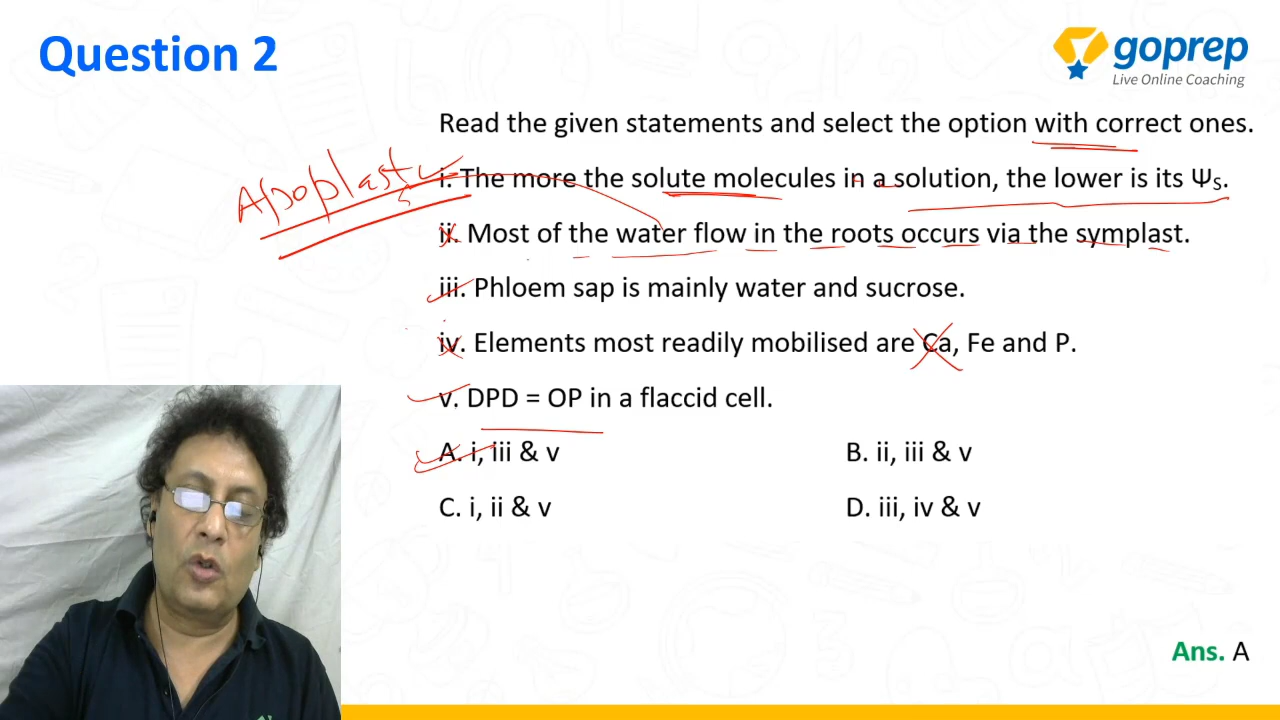 Question 2
goprep
Live Online Coaching
Read the given statements and select the option with correct ones.
Apoplast
i. The more the solute molecules in a solution, the lower is its Ψs.
ii. Most of the water flow in the roots occurs via the symplast.
iii. Phloem sap is mainly water and sucrose.
iv. Elements most readily mobilised are Ca, Fe and P.
v. DPD = OP in a flaccid cell.
A. i, iii & v
B. ii, iii & v
C. i, ii & v
D. iii, iv & v
Ans. A